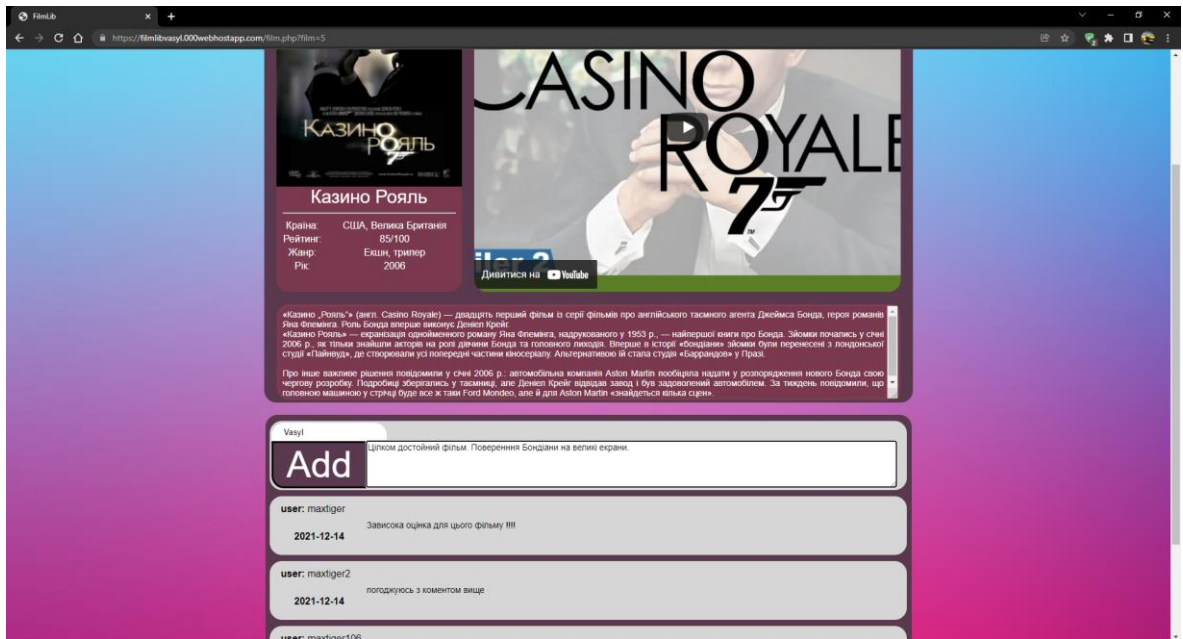 FilmLib
https://filmlibvasyl.000webhostapp.com/film.php?film=5
КАЗИНО
РОЯЛЬ
7
Казино Рояль
Країна: США, Велика Британія
Рейтинг: 85/100
Жанр: Екшн, трилер
Рік: 2006
CASINO
ROYALE
7
TM
iler 2
Дивитися на YouTube
«Казино „Рояль"» (англ. Casino Royale) — двадцять перший фільм із серії фільмів про англійського таємного агента Джеймса Бонда, героя романів
Яна Флемінга. Роль Бонда вперше виконує Деніел Крейг.
«Казино Рояль» — екранізація однойменного роману Яна Флемінга, надрукованого у 1953 р., — найпершої книги про Бонда. Зйомки почались у січні
2006 р., як тільки знайшли акторів на ролі дівчини Бонда та головного лиходія. Вперше в історії «бондіани» зйомки були перенесені з лондонської
студії «Пайнвуд», де створювали усі попередні частини кіносеріалу. Альтернативою їй стала студія «Баррандов» у Празі.
Про інше важливе рішення повідомили у січні 2006 р.: автомобільна компанія Aston Martin пообіцяла надати у розпорядження нового Бонда свою
чергову розробку. Подробиці зберігались у таємниці, але Деніел Крейг відвідав завод і був задоволений автомобілем. За тиждень повідомили, що
головною машиною у стрічці буде все ж таки Ford Mondeo, але й для Aston Martin «знайдеться кілька сцен».
Vasyl
Add
Цілком достойний фільм. Поверенння Бондіани на великі екрани.
user: maxtiger
Зависока оцінка для цього фільму !!!!
2021-12-14
user: maxtiger2
погоджуюсь з коментом вище
2021-12-14
user: maxtiger106